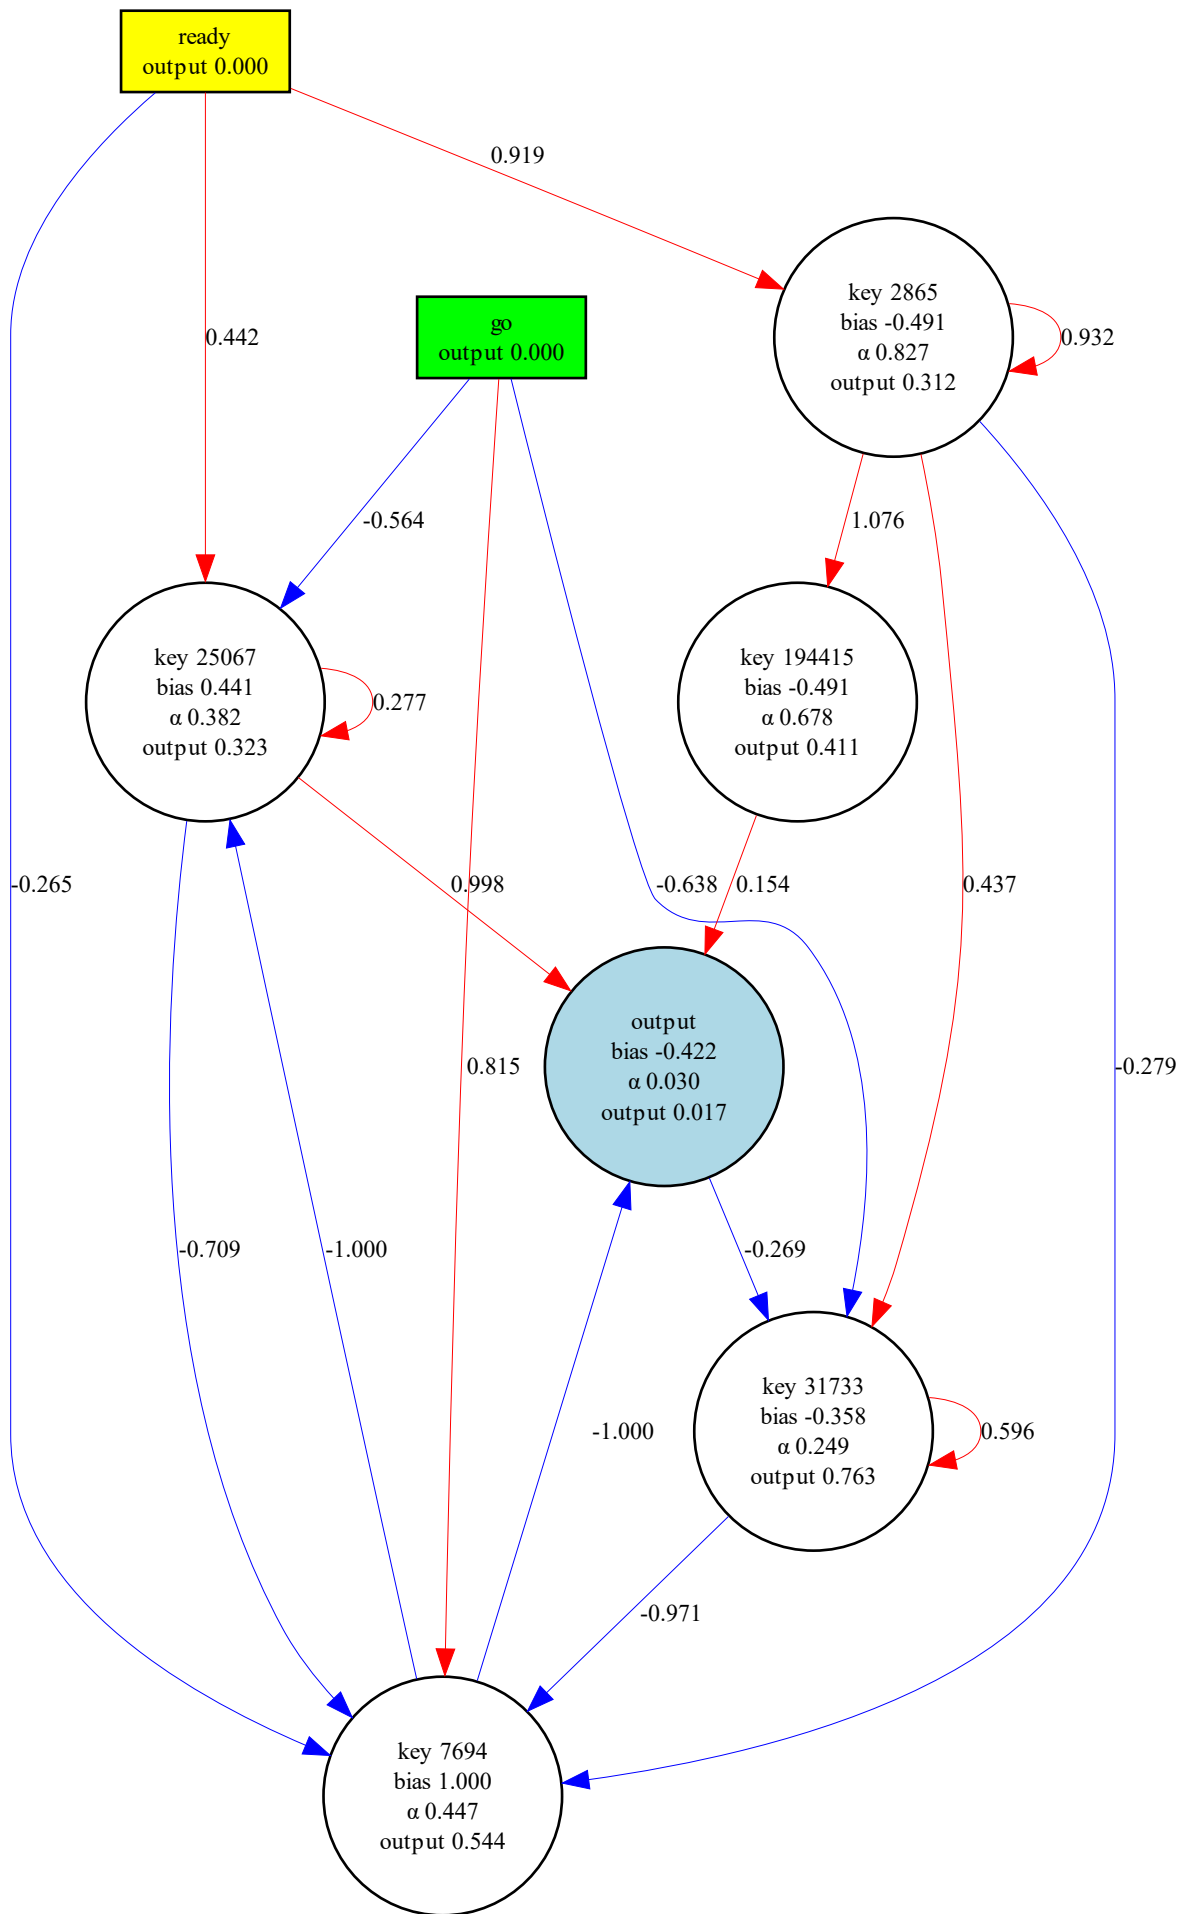 ready
output 0.000
0.919
key 2865
bias -0.491
α 0.827
output 0.312
0.932
go
output 0.000
0.442
-0.564
1.076
key 25067
bias 0.441
α 0.382
output 0.323
0.277
key 194415
bias -0.491
α 0.678
output 0.411
-0.265
0.998
-0.638
0.154
0.437
output
bias -0.422
α 0.030
output 0.017
0.815
-0.279
-0.709
-1.000
-0.269
key 31733
bias -0.358
α 0.249
output 0.763
-1.000
0.596
-0.971
key 7694
bias 1.000
α 0.447
output 0.544